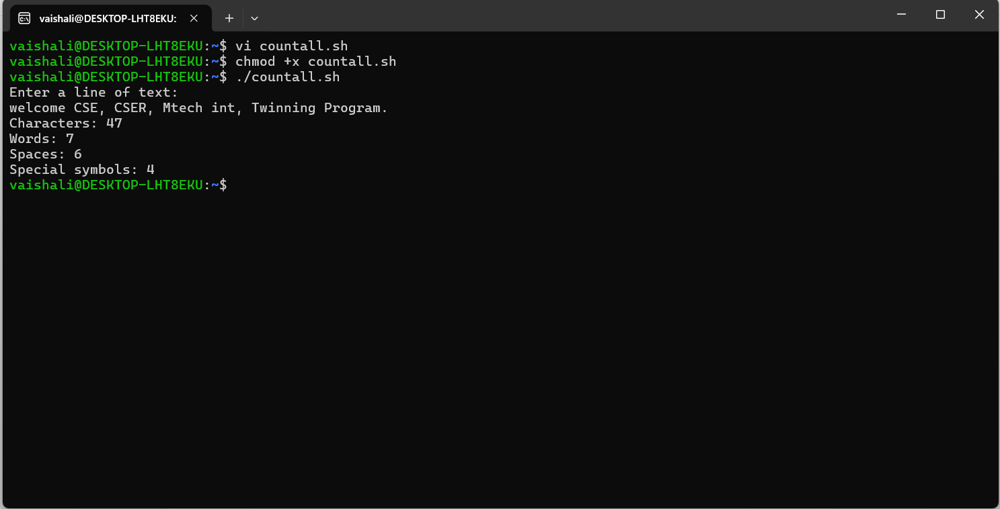 vaishali@DESKTOP-LHT8EKU:
vaishali@DESKTOP-LHT8EKU:~$ vi countall.sh
vaishali@DESKTOP-LHT8EKU:~$ chmod +x countall.sh
vaishali@DESKTOP-LHT8EKU:~$ ./countall.sh
Enter a line of text:
welcome CSE, CSER, Mtech int, Twinning Program.
Characters: 47
Words: 7
Spaces: 6
Special symbols: 4
vaishali@DESKTOP-LHT8EKU:~$